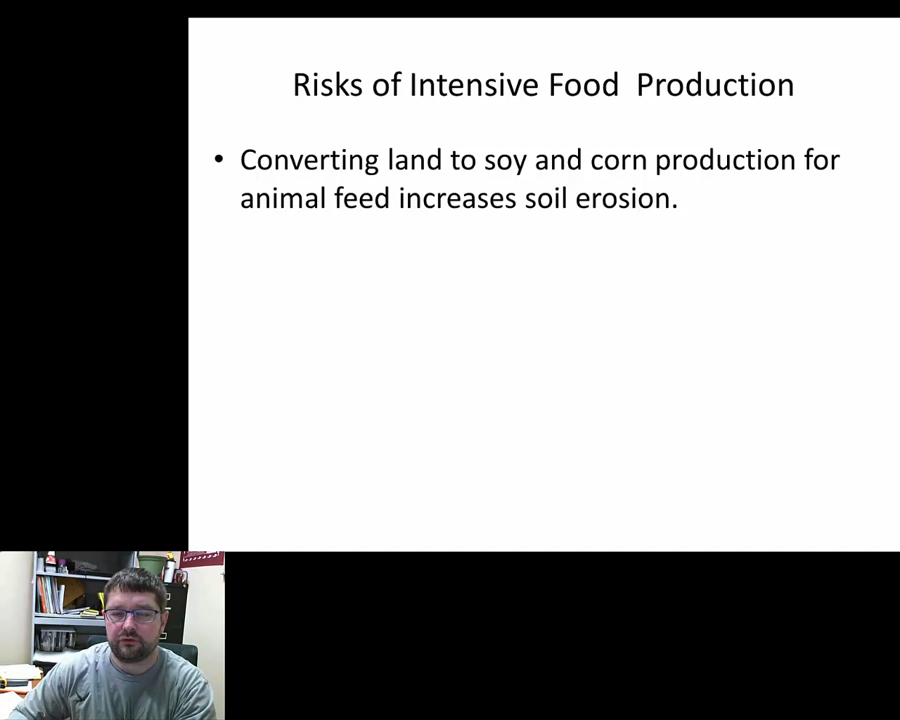 Risks of Intensive Food  Production
• Converting land to soy and corn production for
animal feed increases soil erosion.